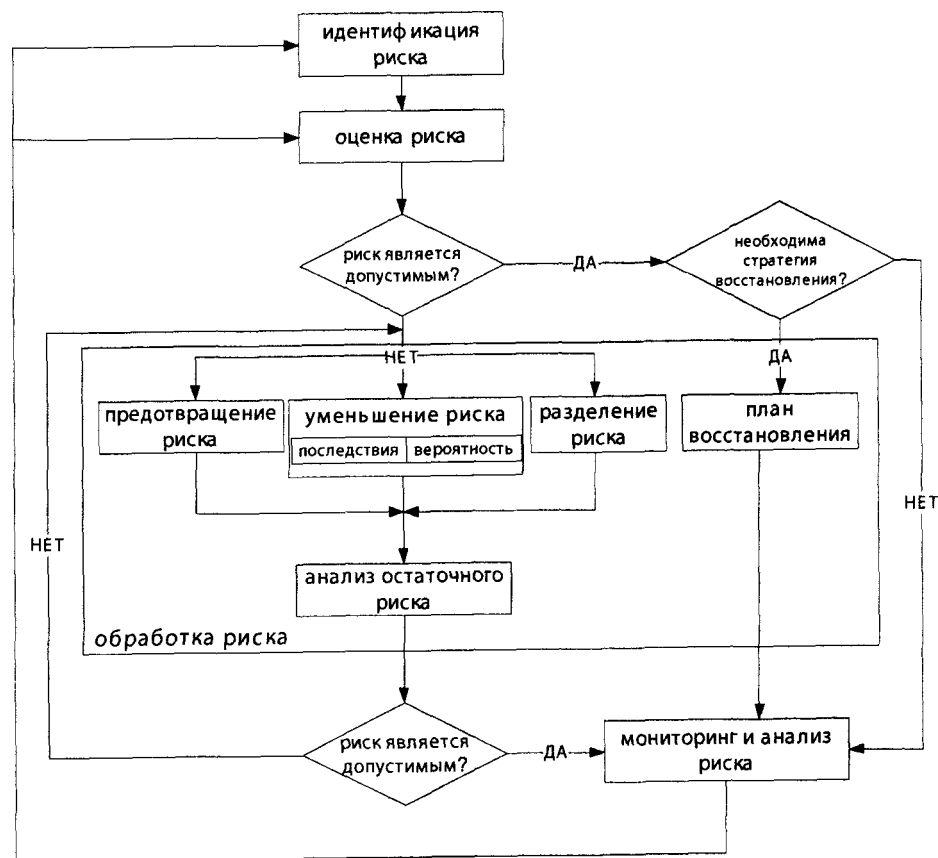 идентификация
риска
оценка риска
риск является
допустимым?
ДА
необходима
стратегия
восстановления?
НЕТ
ДА
предотвращение
риска
уменьшение риска
последствия
вероятность
разделение
риска
план
восстановления
НЕТ
НЕТ
анализ остаточного
риска
обработка риска
риск является
допустимым?
ДА
мониторинг и анализ
риска